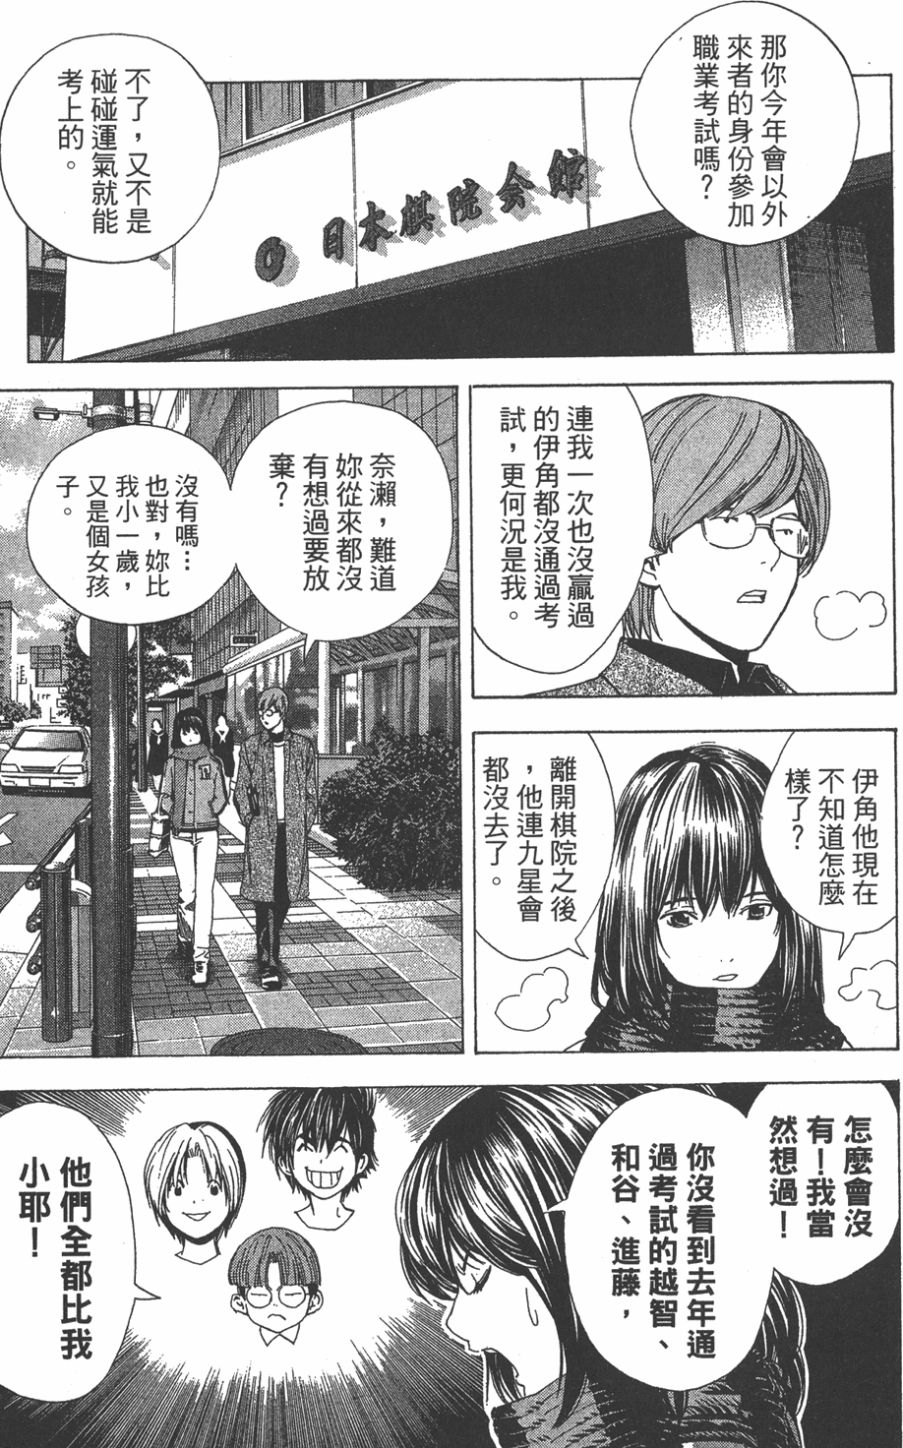 那你今年會以外
來者的身份參加
職業考試嗎？
不了，又不是
碰碰運氣就能
考上的。
日本棋院会館
連我一次也沒贏過
的伊角都沒通過考
試，更何況是我。
奈瀨，難道
妳從來都沒
有想過要放
棄？
沒有嗎…
也對，妳比
我小一歲，
又是個女孩
子。
伊角他現在
不知道怎麼
樣了？
離開棋院之後
，他連九星會
都沒去了。
怎麼會沒
有！我當
然想過！
你沒看到去年通
過考試的越智、
和谷、進藤，
他們全都比我
小耶！